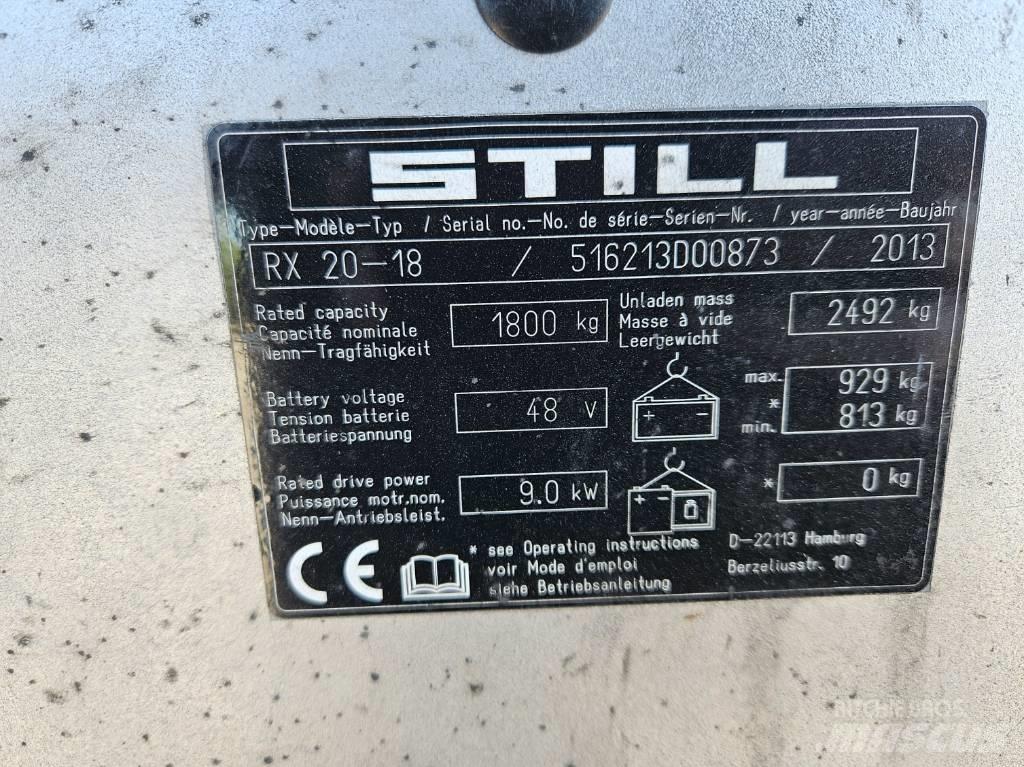 STILL
Type-Modèle-Typ / Serial no.-No. de série-Serien-Nr. / year-année-Baujahr
RX 20-18 / 516213D00873 / 2013
Rated capacity
Capacité nominale
Nenn-Tragfähigkeit
1800 kg
Unladen mass
Masse à vide
Leergewicht
2492 kg
Battery voltage
Tension batterie
Batteriespannung
48 V
+ -
max. 929 kg
*
min. 813 kg
Rated drive power
Puissance motr.nom.
Nenn-Antriebsleist.
9.0 kW
+ -
* 0 kg
CE
* see Operating instructions
voir Mode d'emploi
siehe Betriebsanleitung
D-22113 Hamburg
Berzeliusstr. 10
RITCHIE BROS.
mascus